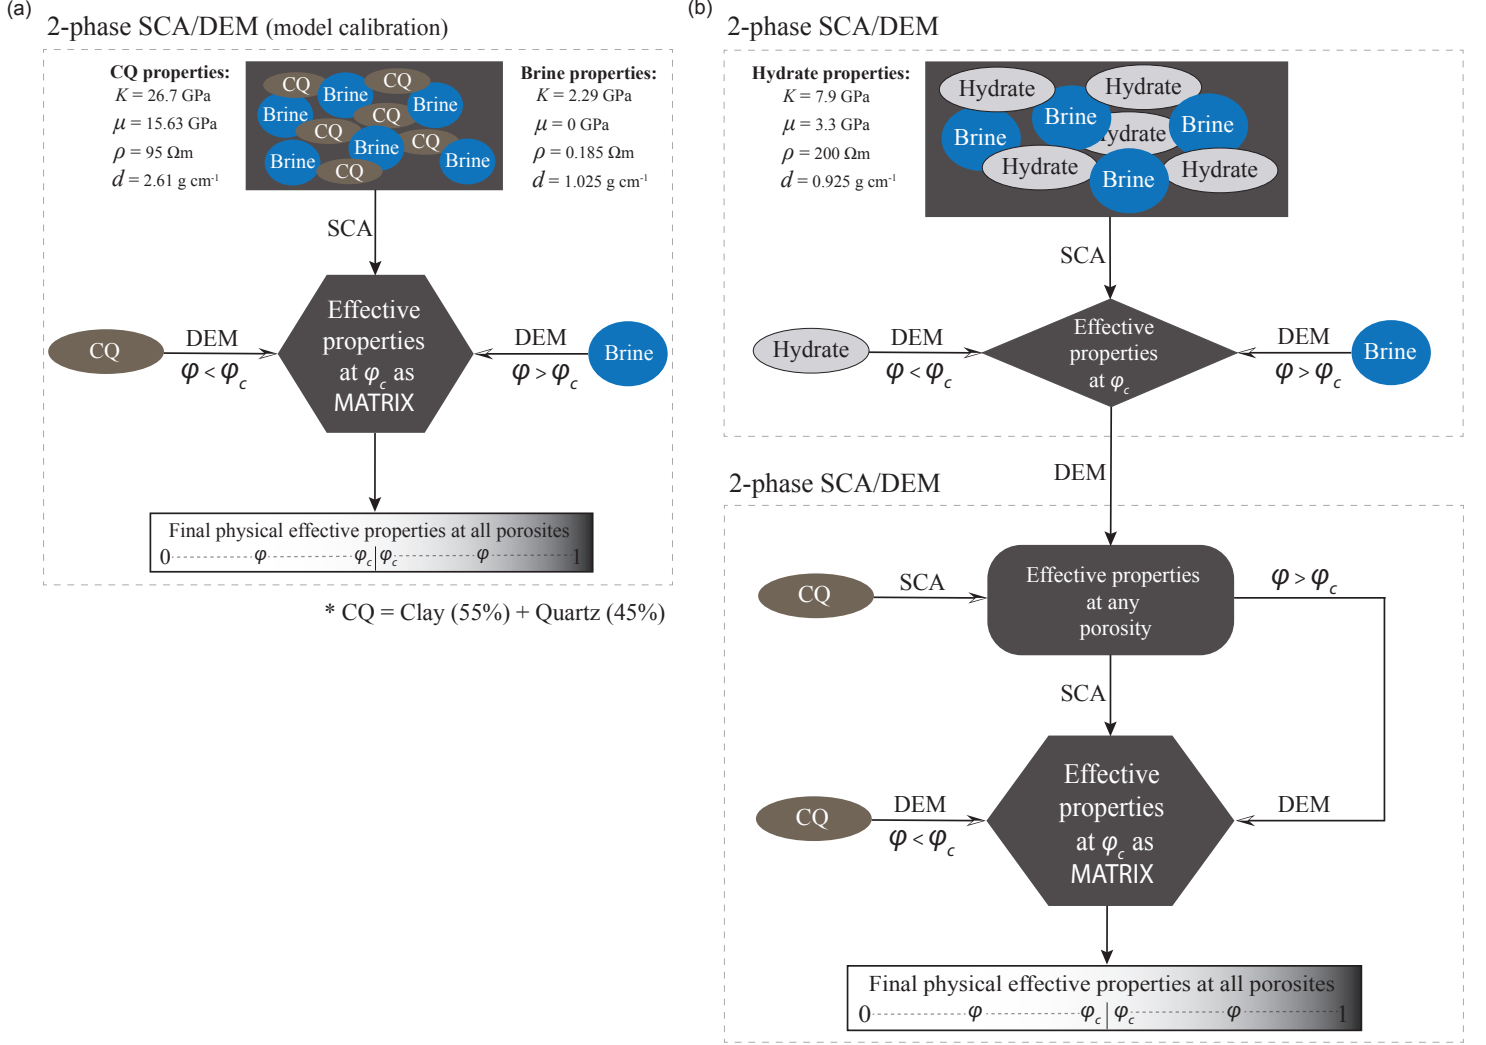 (a)
2-phase SCA/DEM (model calibration)
CQ properties:
K = 26.7 GPa
μ = 15.63 GPa
ρ = 95 Ωm
d = 2.61 g cm⁻¹
CQ
Brine
CQ
Brine
Brine
CQ
CQ
CQ
Brine
Brine
CQ
Brine
Brine properties:
K = 2.29 GPa
μ = 0 GPa
ρ = 0.185 Ωm
d = 1.025 g cm⁻¹
SCA
CQ
DEM
φ < φc
Effective
properties
at φc as
MATRIX
DEM
φ > φc
Brine
Final physical effective properties at all porosites
0 φ φc | φc φ 1
* CQ = Clay (55%) + Quartz (45%)
(b)
2-phase SCA/DEM
Hydrate properties:
K = 7.9 GPa
μ = 3.3 GPa
ρ = 200 Ωm
d = 0.925 g cm⁻¹
Hydrate
Hydrate
Brine
Brine
ydrate
Brine
Hydrate
Brine
Hydrate
SCA
Hydrate
DEM
φ < φc
Effective
properties
at φc
DEM
φ > φc
Brine
DEM
2-phase SCA/DEM
CQ
SCA
Effective properties
at any
porosity
φ > φc
SCA
CQ
DEM
φ < φc
Effective
properties
at φc as
MATRIX
DEM
Final physical effective properties at all porosites
0 φ φc | φc φ 1